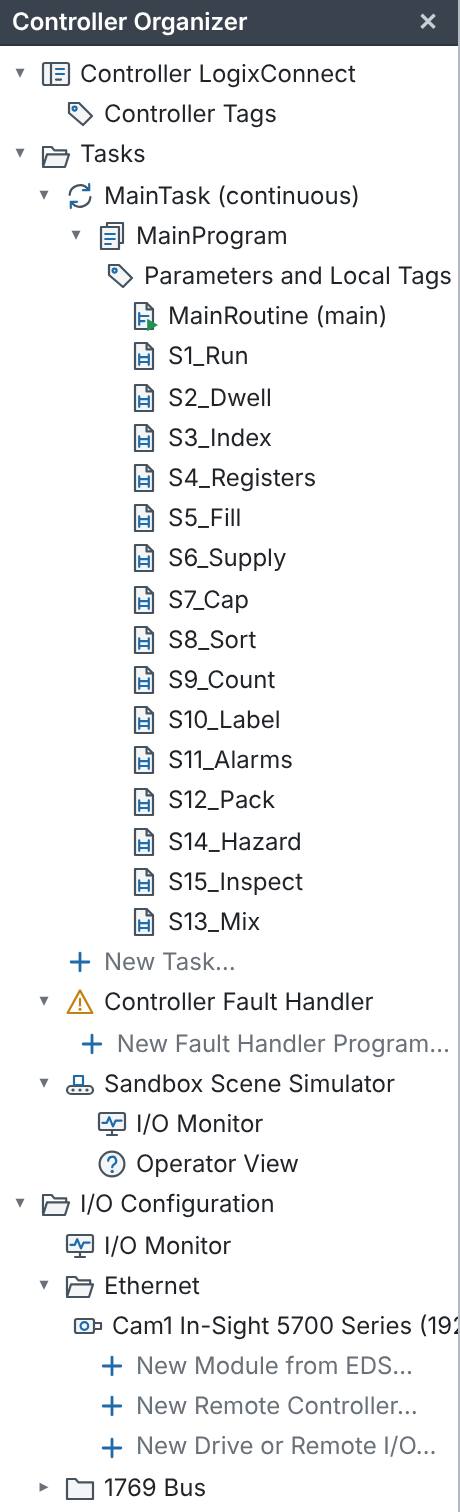 Controller Organizer
Controller LogixConnect
Controller Tags
Tasks
MainTask (continuous)
MainProgram
Parameters and Local Tags
MainRoutine (main)
S1_Run
S2_Dwell
S3_Index
S4_Registers
S5_Fill
S6_Supply
S7_Cap
S8_Sort
S9_Count
S10_Label
S11_Alarms
S12_Pack
S14_Hazard
S15_Inspect
S13_Mix
New Task...
Controller Fault Handler
New Fault Handler Program...
Sandbox Scene Simulator
I/O Monitor
Operator View
I/O Configuration
I/O Monitor
Ethernet
Cam1 In-Sight 5700 Series (192
New Module from EDS...
New Remote Controller...
New Drive or Remote I/O...
1769 Bus